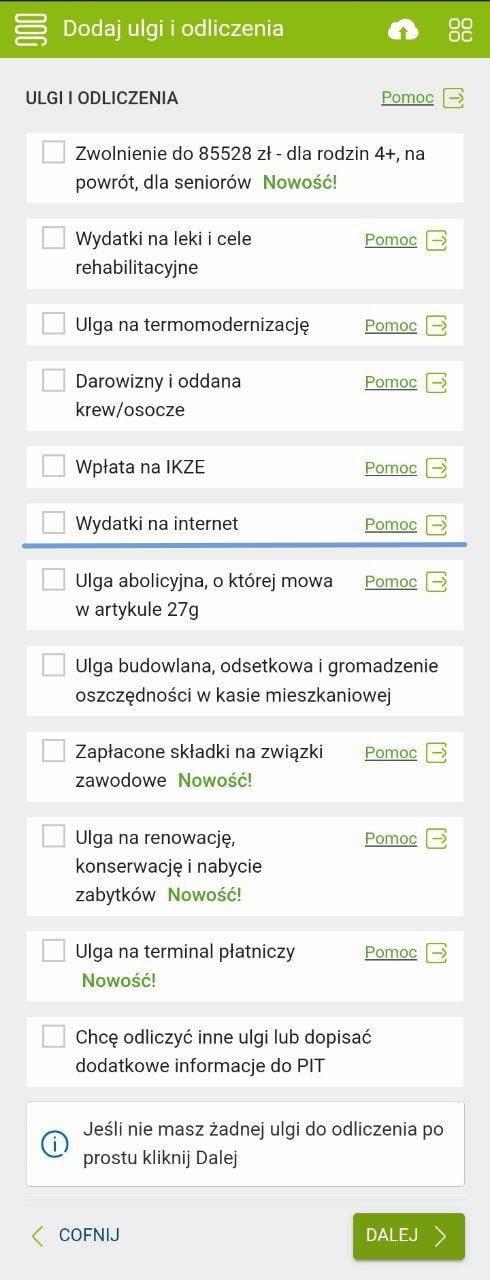 Dodaj ulgi i odliczenia
ULGI I ODLICZENIA Pomoc
Zwolnienie do 85528 zł - dla rodzin 4+, na
powrót, dla seniorów Nowość!
Wydatki na leki i cele Pomoc
rehabilitacyjne
Ulga na termomodernizację Pomoc
Darowizny i oddana Pomoc
krew/osocze
Wpłata na IKZE Pomoc
Wydatki na internet Pomoc
Ulga abolicyjna, o której mowa Pomoc
w artykule 27g
Ulga budowlana, odsetkowa i gromadzenie
oszczędności w kasie mieszkaniowej
Zapłacone składki na związki Pomoc
zawodowe Nowość!
Ulga na renowację, Pomoc
konserwację i nabycie
zabytków Nowość!
Ulga na terminal płatniczy Pomoc
Nowość!
Chcę odliczyć inne ulgi lub dopisać
dodatkowe informacje do PIT
Jeśli nie masz żadnej ulgi do odliczenia po
prostu kliknij Dalej
COFNIJ DALEJ